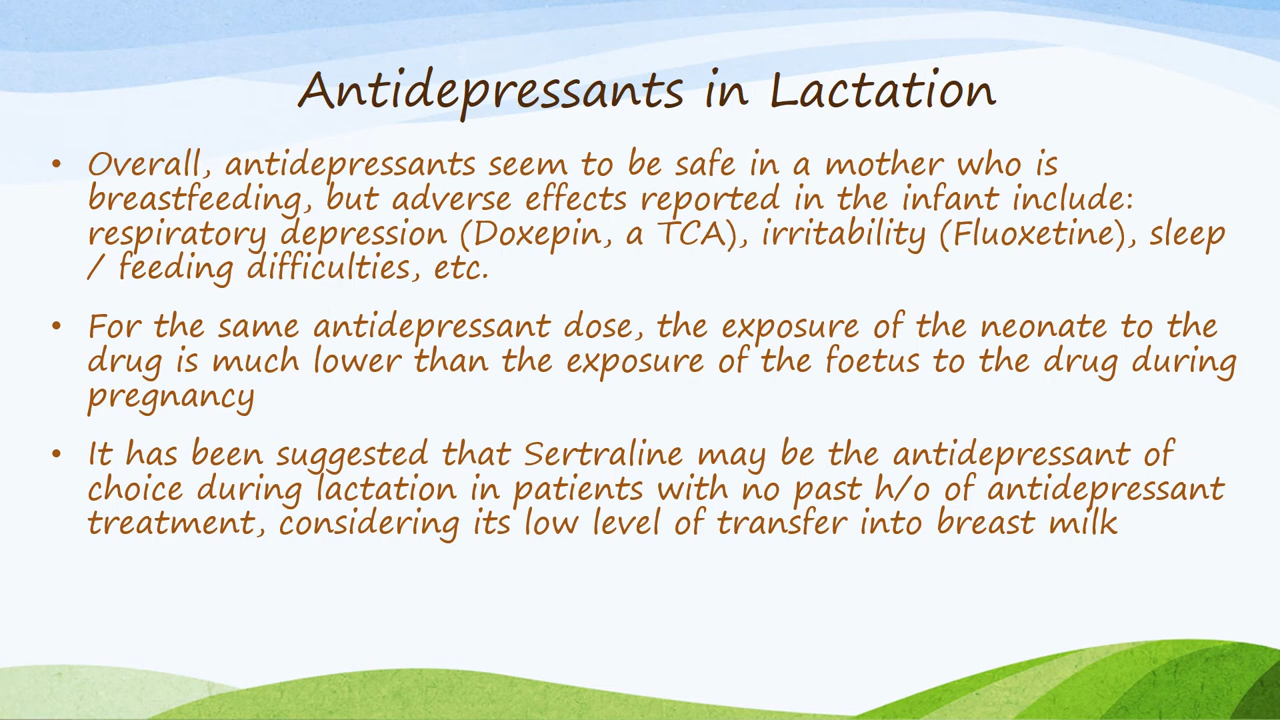 Antidepressants in Lactation
• Overall, antidepressants seem to be safe in a mother who is
breastfeeding, but adverse effects reported in the infant include:
respiratory depression (Doxepin, a TCA), irritability (Fluoxetine), sleep
/ feeding difficulties, etc.
• For the same antidepressant dose, the exposure of the neonate to the
drug is much lower than the exposure of the foetus to the drug during
pregnancy
• It has been suggested that Sertraline may be the antidepressant of
choice during lactation in patients with no past h/o of antidepressant
treatment, considering its low level of transfer into breast milk